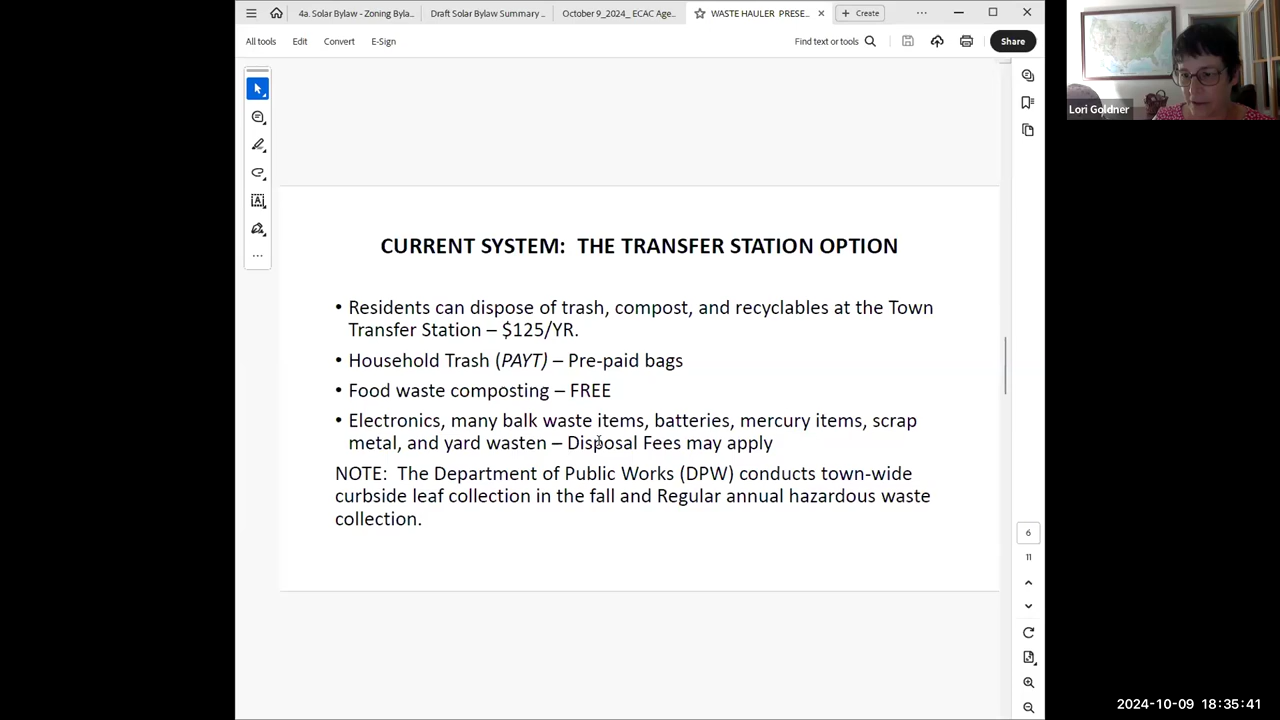 4a. Solar Bylaw - Zoning Byla...
Draft Solar Bylaw Summary ...
October 9_2024_ ECAC Age...
WASTE HAULER PRESE...
Create
All tools
Edit
Convert
E-Sign
Find text or tools
Share
Lori Goldner
CURRENT SYSTEM: THE TRANSFER STATION OPTION
• Residents can dispose of trash, compost, and recyclables at the Town
Transfer Station – $125/YR.
• Household Trash (PAYT) – Pre-paid bags
• Food waste composting – FREE
• Electronics, many balk waste items, batteries, mercury items, scrap
metal, and yard wasten – Disposal Fees may apply
NOTE: The Department of Public Works (DPW) conducts town-wide
curbside leaf collection in the fall and Regular annual hazardous waste
collection.
6
11
2024-10-09 18:35:41